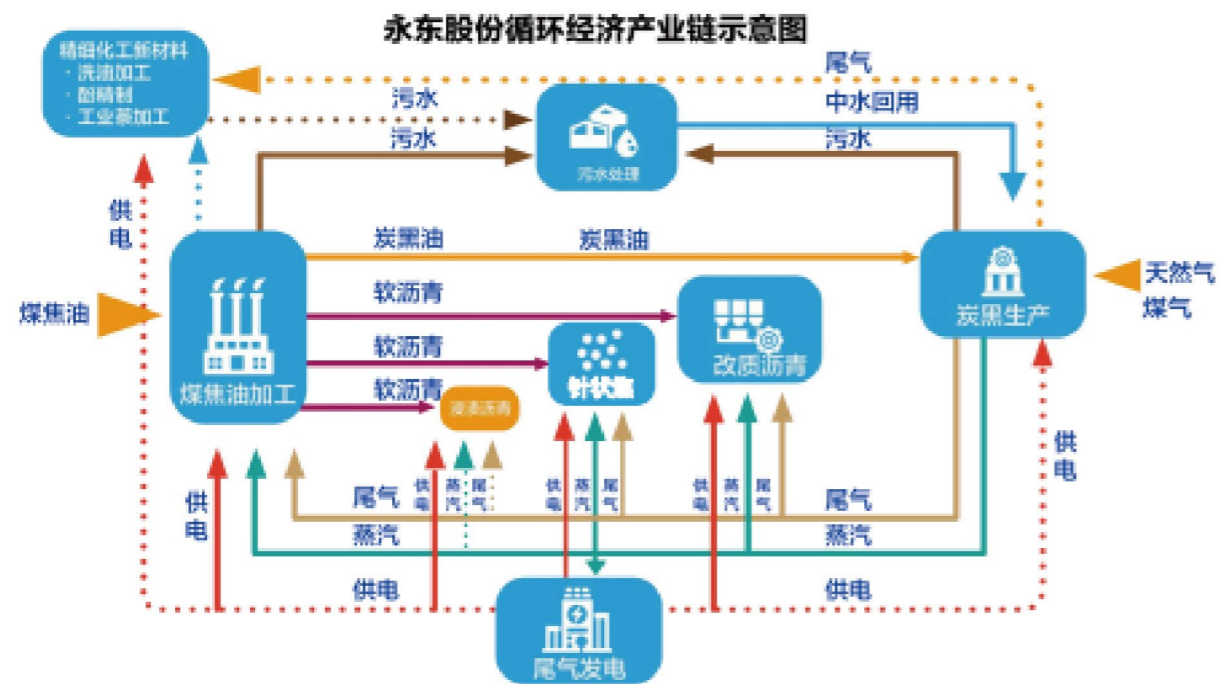 永东股份循环经济产业链示意图
精细化工新材料
· 洗油加工
· 酚精制
· 工业萘加工
尾气
污水
中水回用
污水
污水
污水处理
供电
炭黑油
炭黑油
天然气
煤气
煤焦油
软沥青
炭黑生产
软沥青
改质沥青
针状焦
煤焦油加工
软沥青
浸渍沥青
供电
供电
供电
蒸汽
尾气
供电
蒸汽
尾气
供电
蒸汽
尾气
尾气
尾气
蒸汽
蒸汽
供电
供电
尾气发电